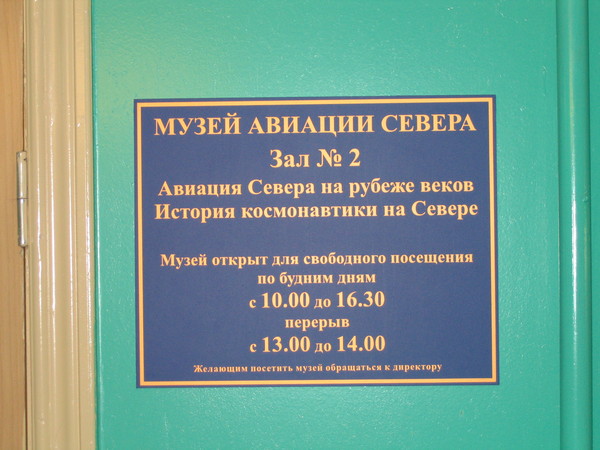 МУЗЕЙ АВИАЦИИ СЕВЕРА
Зал № 2
Авиация Севера на рубеже веков
История космонавтики на Севере
Музей открыт для свободного посещения
по будним дням
с 10.00 до 16.30
перерыв
с 13.00 до 14.00
Желающим посетить музей обращаться к директору